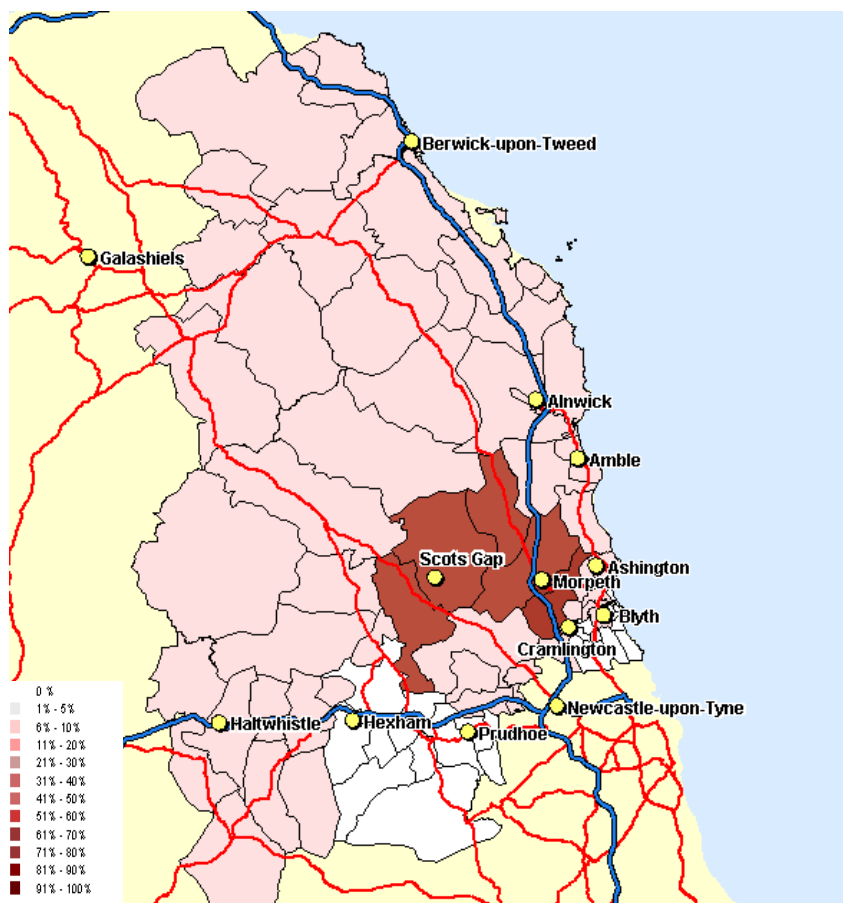 Berwick-upon-Tweed
Galashiels
Alnwick
Amble
Scots Gap
Ashington
Morpeth
Blyth
Cramlington
Newcastle-upon-Tyne
Haltwhistle
Hexham
Prudhoe
0 %
1% - 5%
6% - 10%
11% - 20%
21% - 30%
31% - 40%
41% - 50%
51% - 60%
61% - 70%
71% - 80%
81% - 90%
91% - 100%